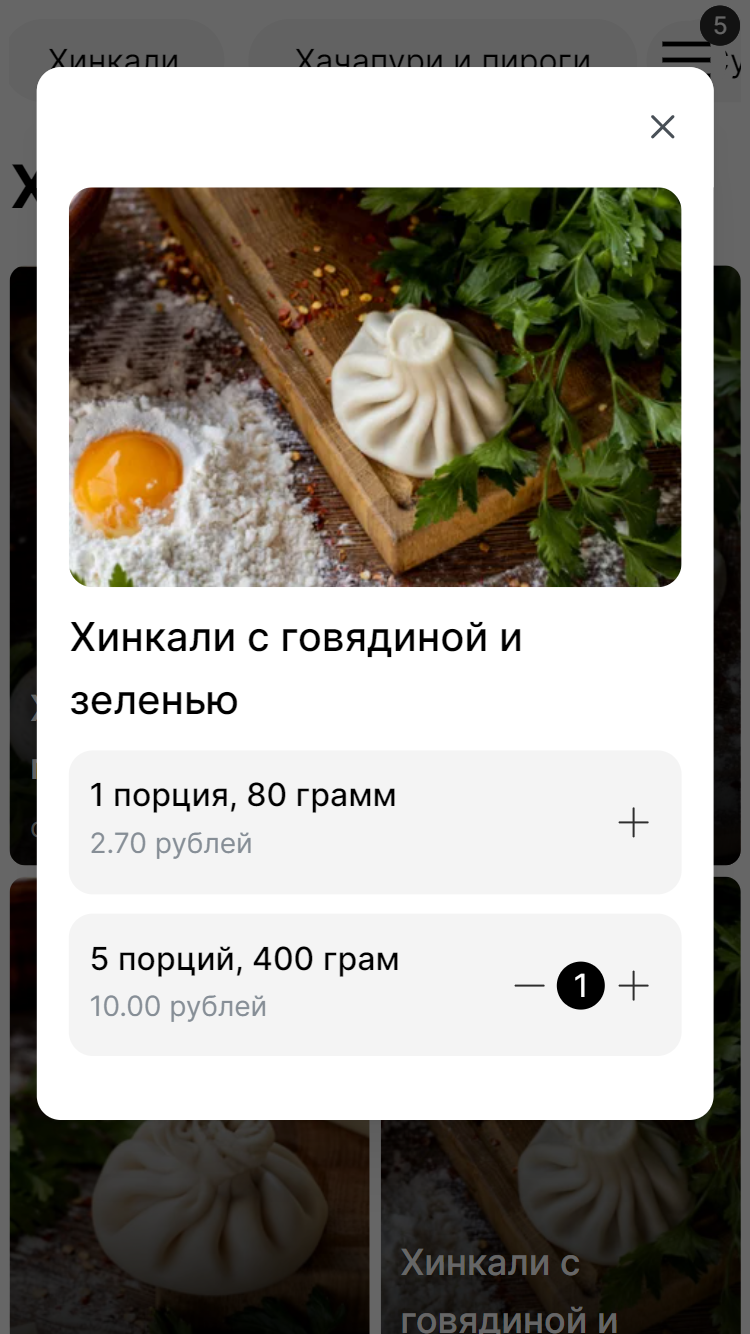 5
Хинкали
Хачапури и пироги
Хинкали с говядиной и
зеленью
1 порция, 80 грамм
2.70 рублей
5 порций, 400 грам
10.00 рублей
1
Хинкали с
говядиной и